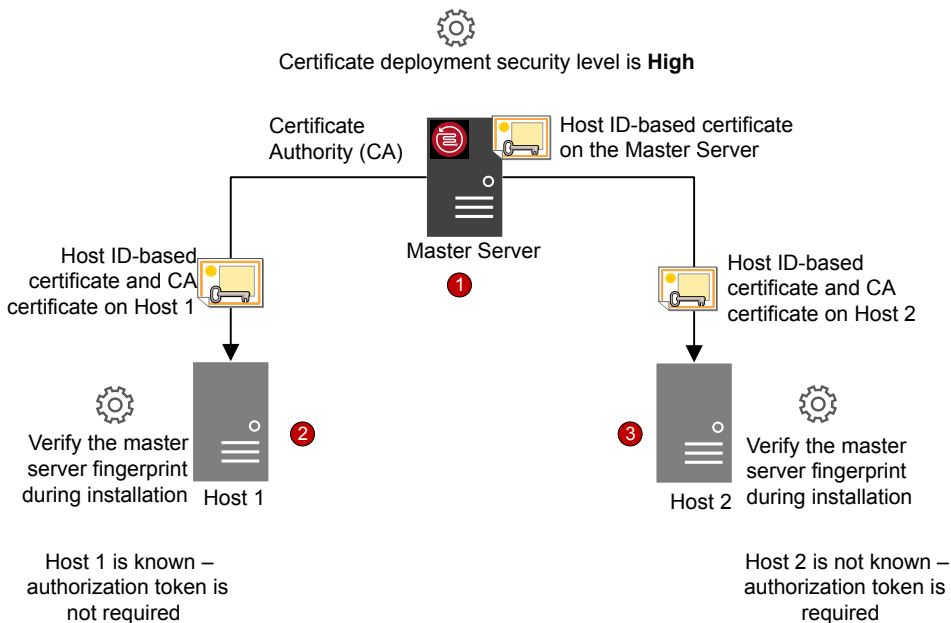 Certificate deployment security level is High
Certificate
Authority (CA)
Host ID-based certificate
on the Master Server
Master Server
1
Host ID-based
certificate and CA
certificate on Host 1
Host ID-based
certificate and CA
certificate on Host 2
Verify the master
server fingerprint
during installation
2
Host 1
3
Host 2
Verify the master
server fingerprint
during installation
Host 1 is known –
authorization token is
not required
Host 2 is not known –
authorization token is
required